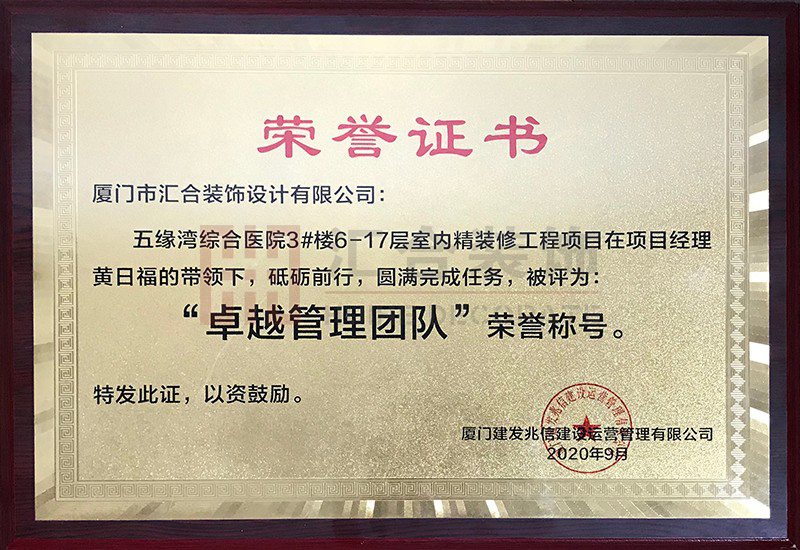 荣誉证书
厦门市汇合装饰设计有限公司：
五缘湾综合医院3#楼6-17层室内精装修工程项目在项目经理
黄日福的带领下，砥砺前行，圆满完成任务，被评为：
“卓越管理团队”荣誉称号。
特发此证，以资鼓励。
厦门建发兆信建设运营管理有限公司
2020年9月
汇合装饰